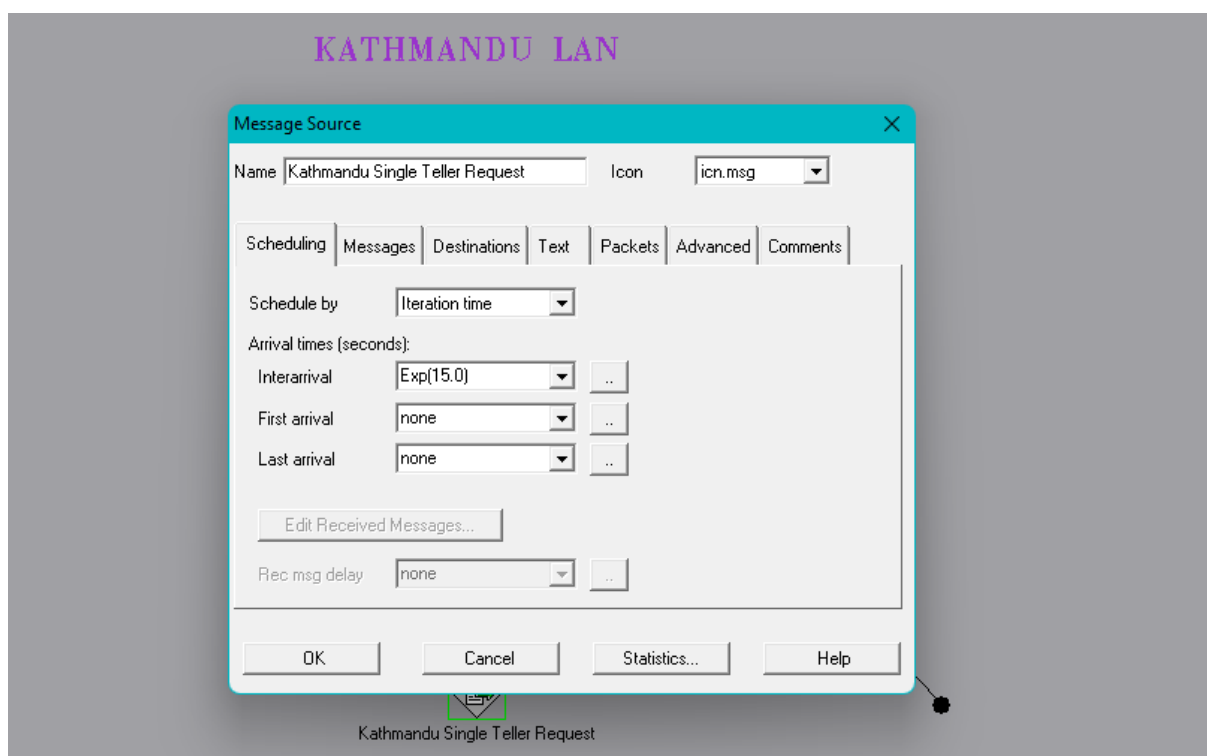 KATHMANDU LAN
Message Source
Name Kathmandu Single Teller Request Icon icn.msg
Scheduling Messages Destinations Text Packets Advanced Comments
Schedule by Iteration time
Arrival times (seconds):
Interarrival Exp(15.0) ..
First arrival none ..
Last arrival none ..
Edit Received Messages...
Rec msg delay none ..
OK Cancel Statistics... Help
Kathmandu Single Teller Request